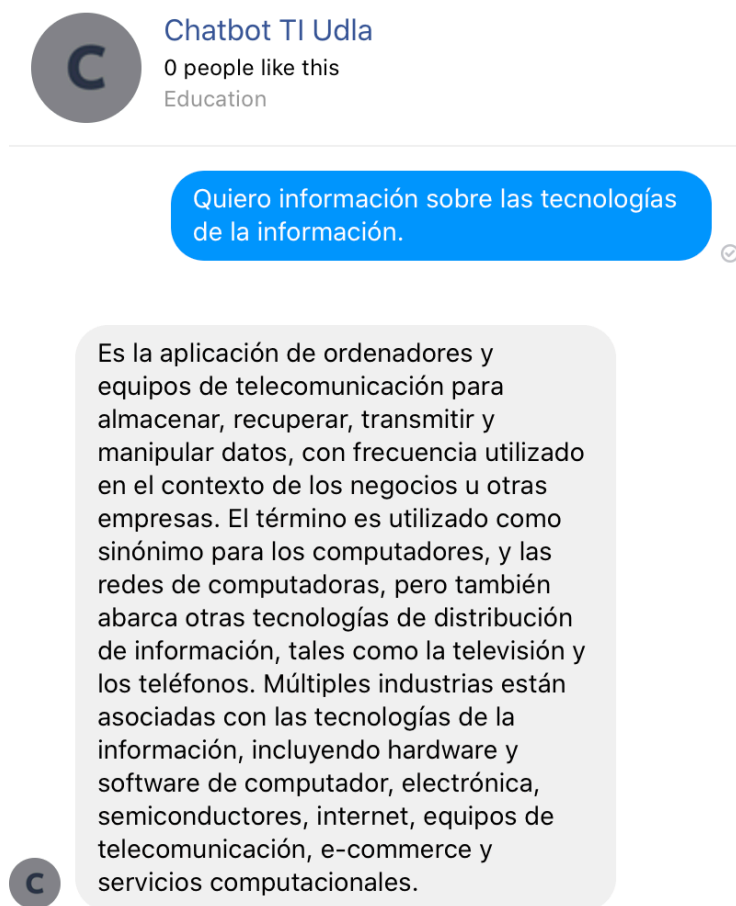 C
Chatbot TI Udla
0 people like this
Education
Quiero información sobre las tecnologías
de la información.
Es la aplicación de ordenadores y
equipos de telecomunicación para
almacenar, recuperar, transmitir y
manipular datos, con frecuencia utilizado
en el contexto de los negocios u otras
empresas. El término es utilizado como
sinónimo para los computadores, y las
redes de computadoras, pero también
abarca otras tecnologías de distribución
de información, tales como la televisión y
los teléfonos. Múltiples industrias están
asociadas con las tecnologías de la
información, incluyendo hardware y
software de computador, electrónica,
semiconductores, internet, equipos de
telecomunicación, e-commerce y
servicios computacionales.
C